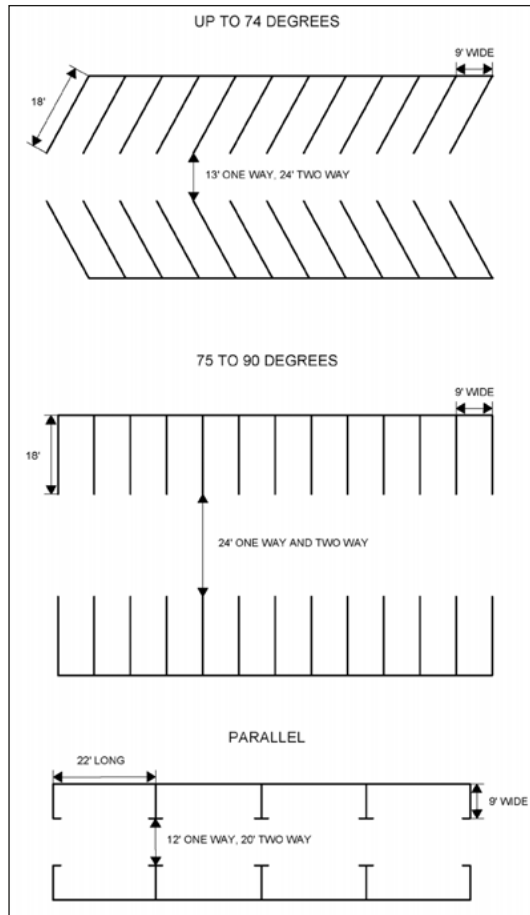 UP TO 74 DEGREES
9' WIDE
18'
13' ONE WAY, 24' TWO WAY
75 TO 90 DEGREES
9' WIDE
18'
24' ONE WAY AND TWO WAY
PARALLEL
22' LONG
9' WIDE
12' ONE WAY, 20' TWO WAY